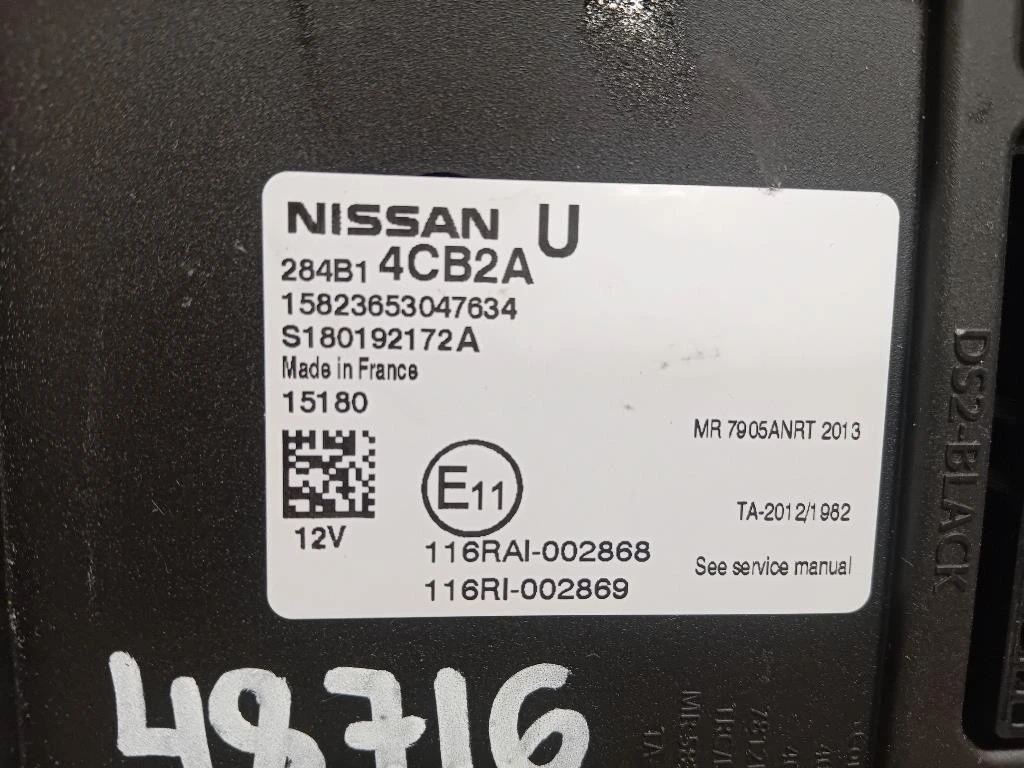 NISSAN U
284B1 4CB2A
15823653047634
S180192172A
Made in France
15180
MR 7905ANRT 2013
E11
TA-2012/1982
12V
116RAI-002868
See service manual
116RI-002869
DS2-BLACK
48716